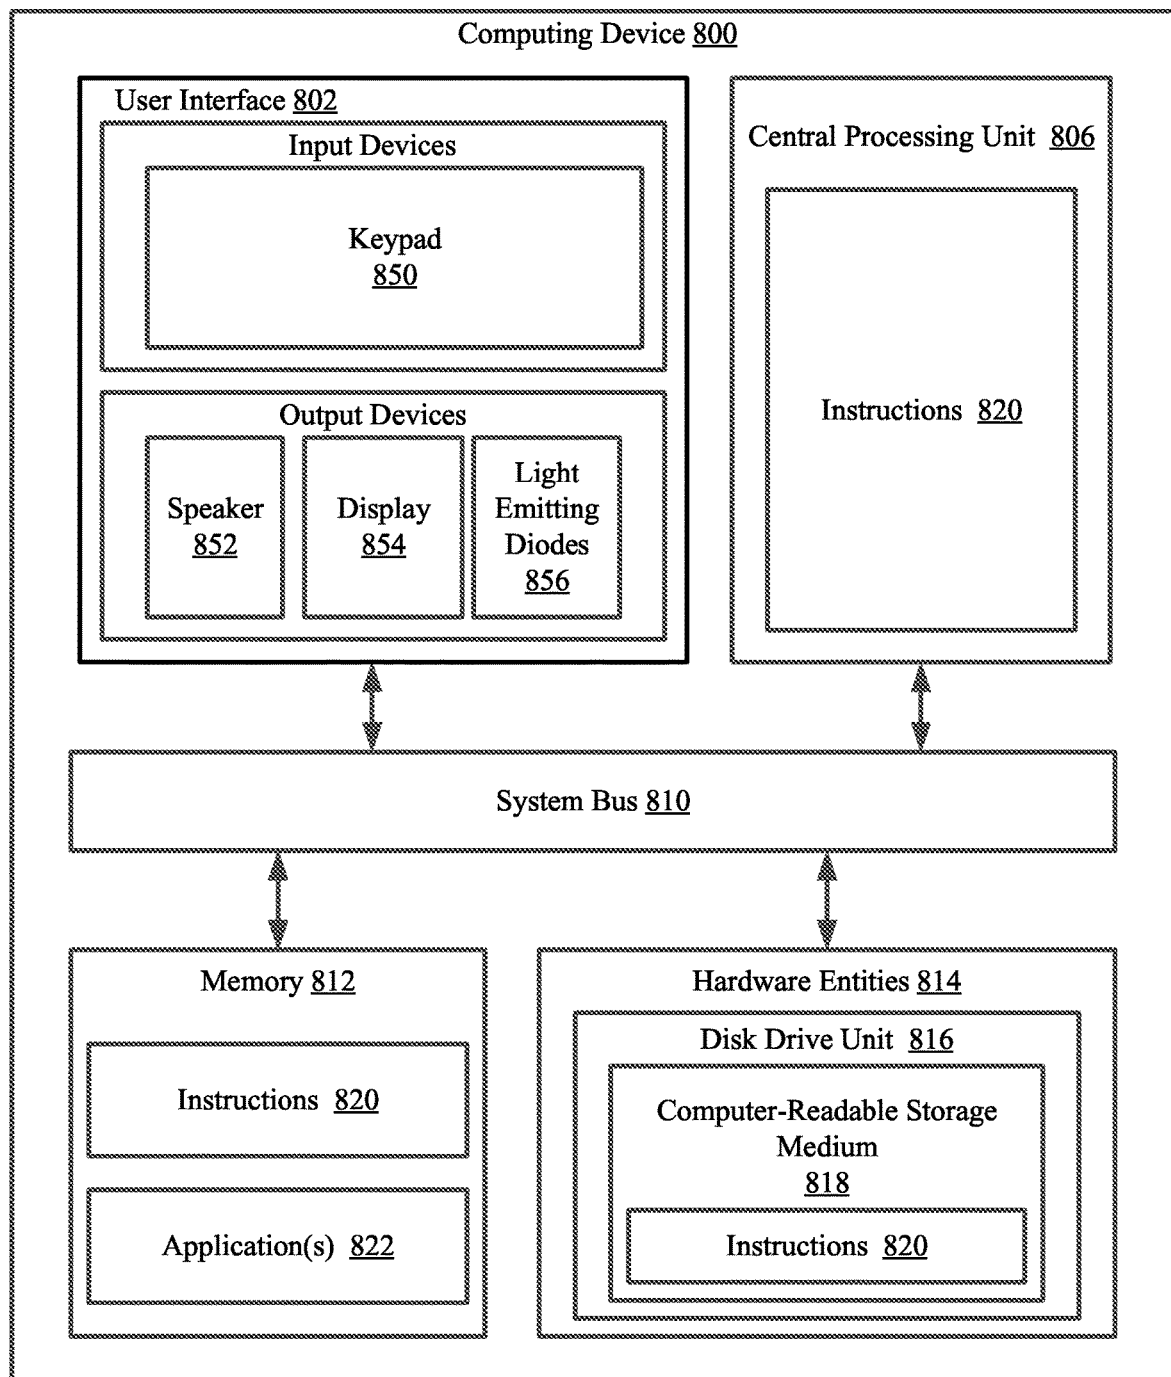 Computing Device 800
User Interface 802
Input Devices
Keypad
850
Output Devices
Speaker
852
Display
854
Light
Emitting
Diodes
856
Central Processing Unit 806
Instructions 820
System Bus 810
Memory 812
Instructions 820
Application(s) 822
Hardware Entities 814
Disk Drive Unit 816
Computer-Readable Storage
Medium
818
Instructions 820